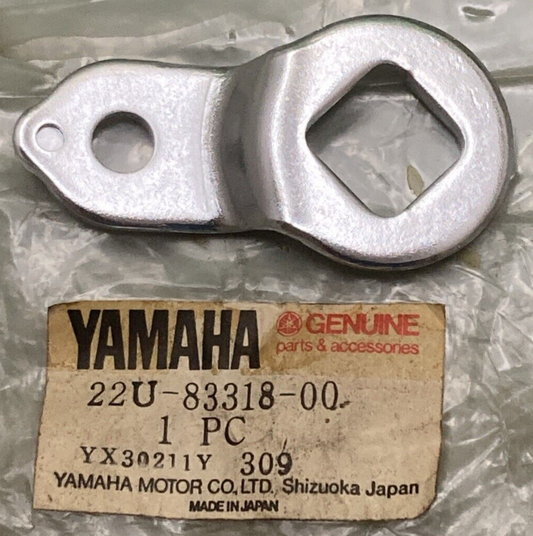 YAMAHA GENUINE
parts & accessories
22U-83318-00
1 PC
YX30211Y 309
YAMAHA MOTOR CO., LTD. Shizuoka Japan
MADE IN JAPAN